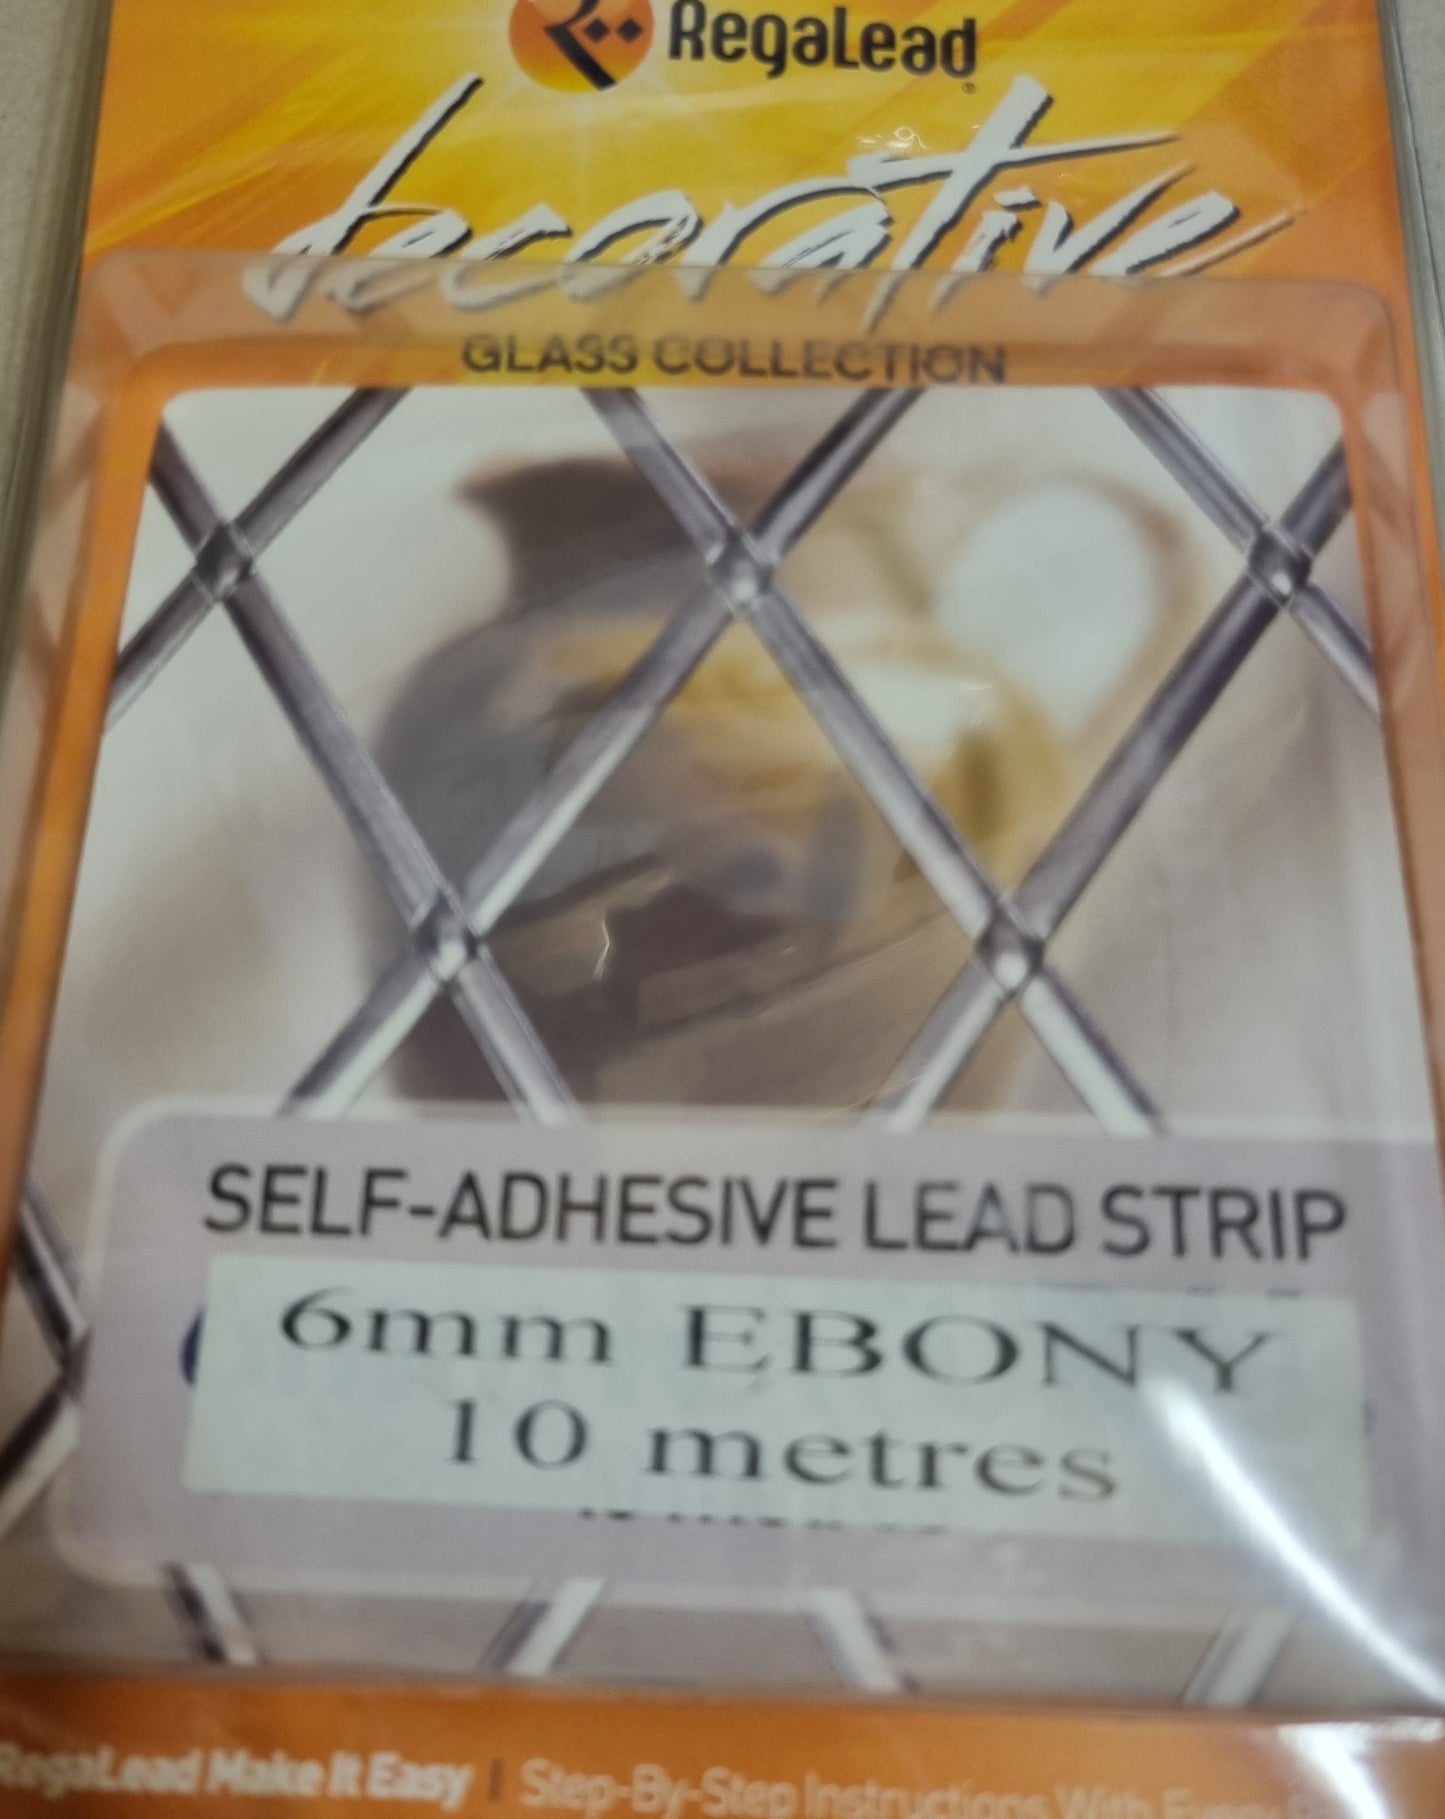 RegaLead
decorative
GLASS COLLECTION
SELF-ADHESIVE LEAD STRIP
6mm EBONY
10 metres
RegaLead Make It Easy | Step-By-Step Instructions With